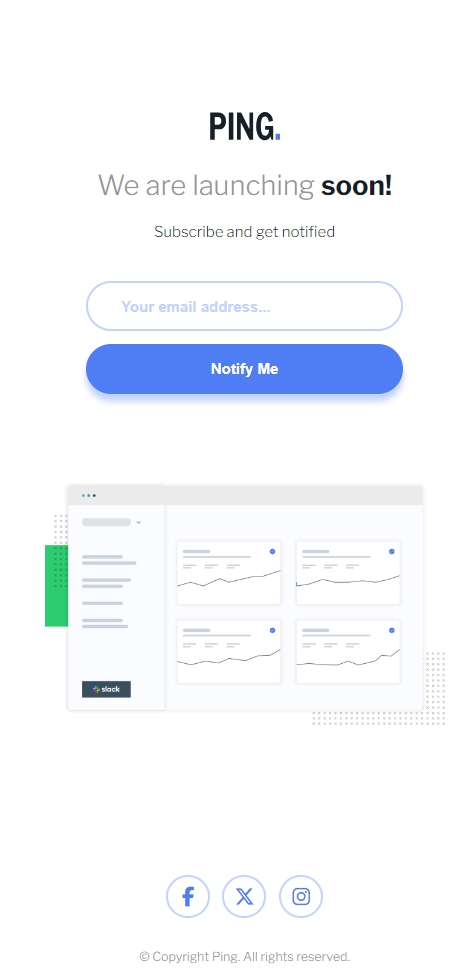 PING.
We are launching soon!
Subscribe and get notified
Your email address...
Notify Me
slack
© Copyright Ping. All rights reserved.